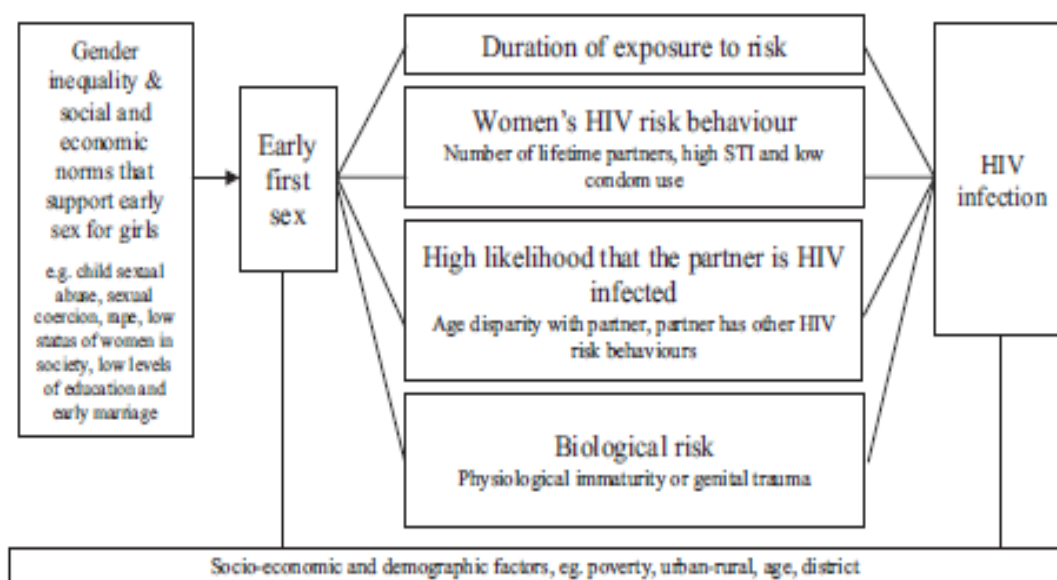 Gender
inequality &
social and
economic
norms that
support early
sex for girls
e.g. child sexual
abuse, sexual
coercion, rape, low
status of women in
society, low levels
of education and
early marriage
Early
first
sex
Duration of exposure to risk
Women's HIV risk behaviour
Number of lifetime partners, high STI and low
condom use
High likelihood that the partner is HIV
infected
Age disparity with partner, partner has other HIV
risk behaviours
Biological risk
Physiological immaturity or genital trauma
HIV
infection
Socio-economic and demographic factors, eg. poverty, urban-rural, age, district